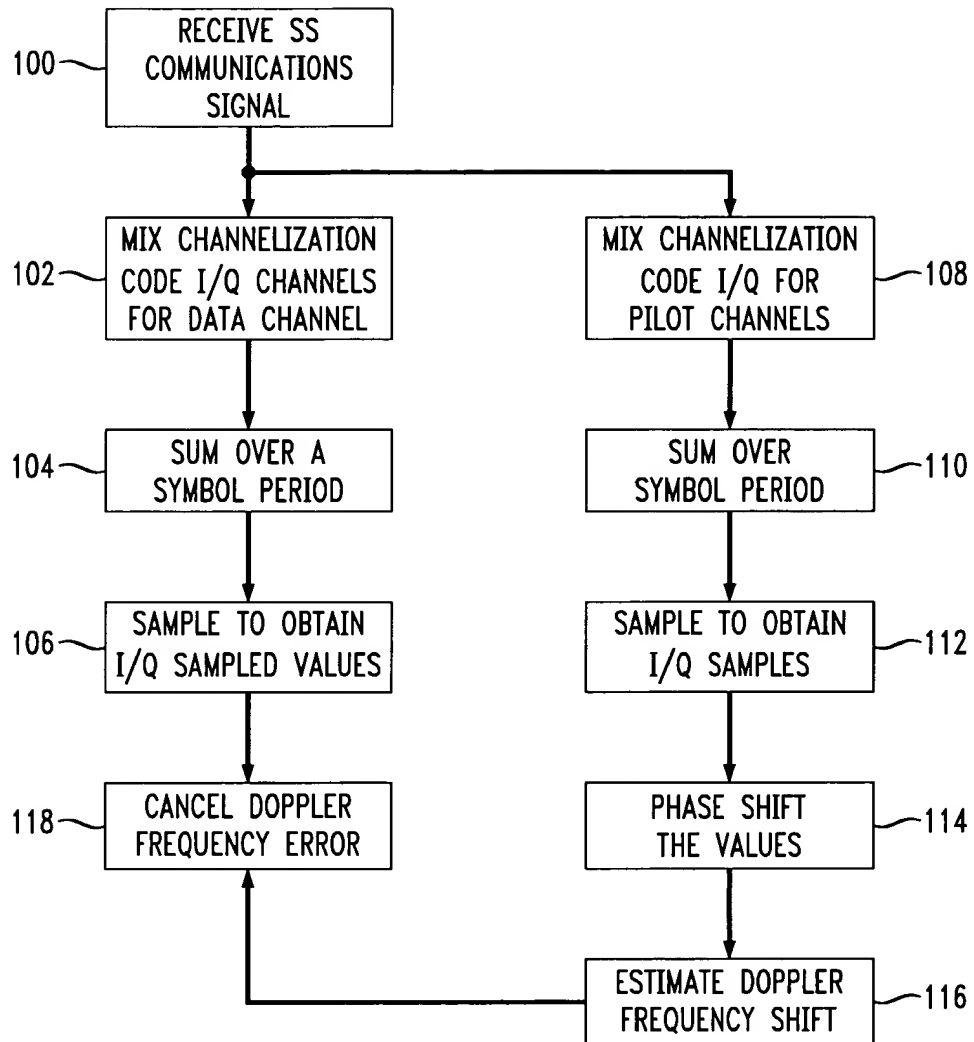 RECEIVE SS
COMMUNICATIONS
SIGNAL
100
MIX CHANNELIZATION
CODE I/Q CHANNELS
FOR DATA CHANNEL
102
MIX CHANNELIZATION
CODE I/Q FOR
PILOT CHANNELS
108
SUM OVER A
SYMBOL PERIOD
104
SUM OVER
SYMBOL PERIOD
110
SAMPLE TO OBTAIN
I/Q SAMPLED VALUES
106
SAMPLE TO OBTAIN
I/Q SAMPLES
112
CANCEL DOPPLER
FREQUENCY ERROR
118
PHASE SHIFT
THE VALUES
114
ESTIMATE DOPPLER
FREQUENCY SHIFT
116